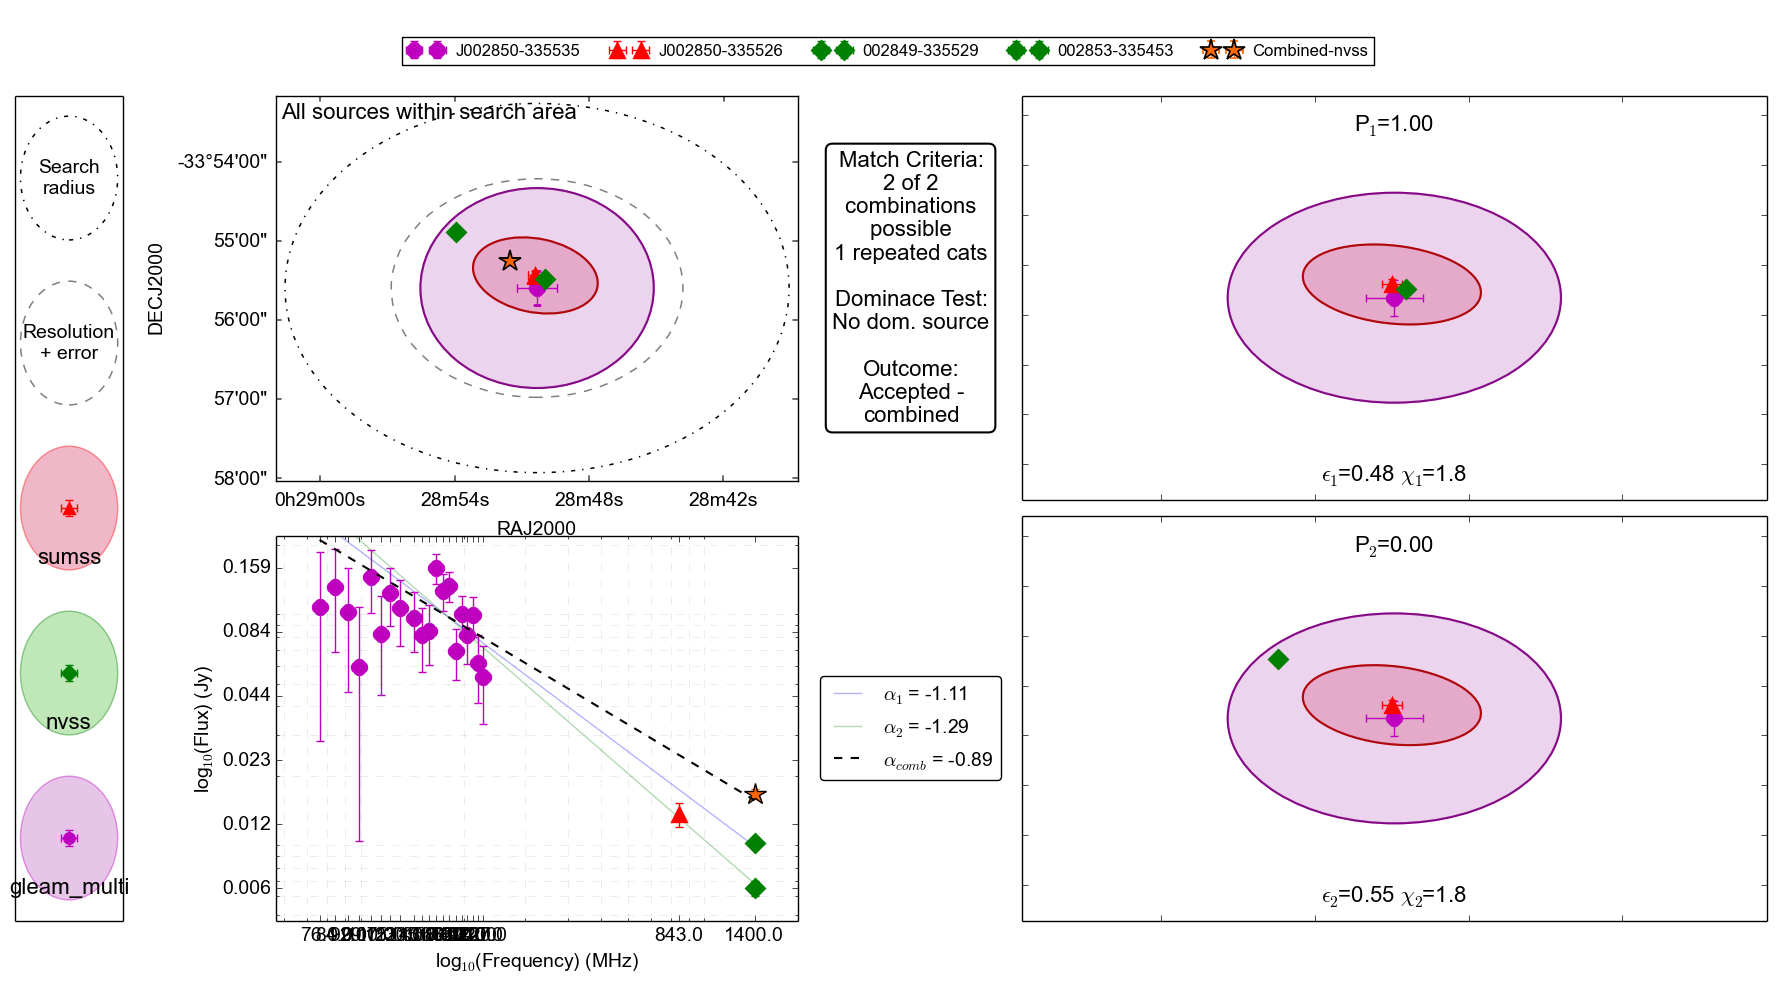 J002850-335535 J002850-335526 002849-335529 002853-335453 Combined-nvss
Search
radius
Resolution
+ error
sumss
nvss
gleam_multi
All sources within search area
DECJ2000
-33°54'00"
55'00"
56'00"
57'00"
58'00"
0h29m00s 28m54s 28m48s 28m42s
RAJ2000
Match Criteria:
2 of 2
combinations
possible
1 repeated cats
Dominace Test:
No dom. source
Outcome:
Accepted -
combined
P₁=1.00
ϵ₁=0.48 χ₁=1.8
log₁₀(Flux) (Jy)
0.159
0.084
0.044
0.023
0.012
0.006
843.0 1400.0
log₁₀(Frequency) (MHz)
α₁ = -1.11
α₂ = -1.29
α_comb = -0.89
P₂=0.00
ϵ₂=0.55 χ₂=1.8